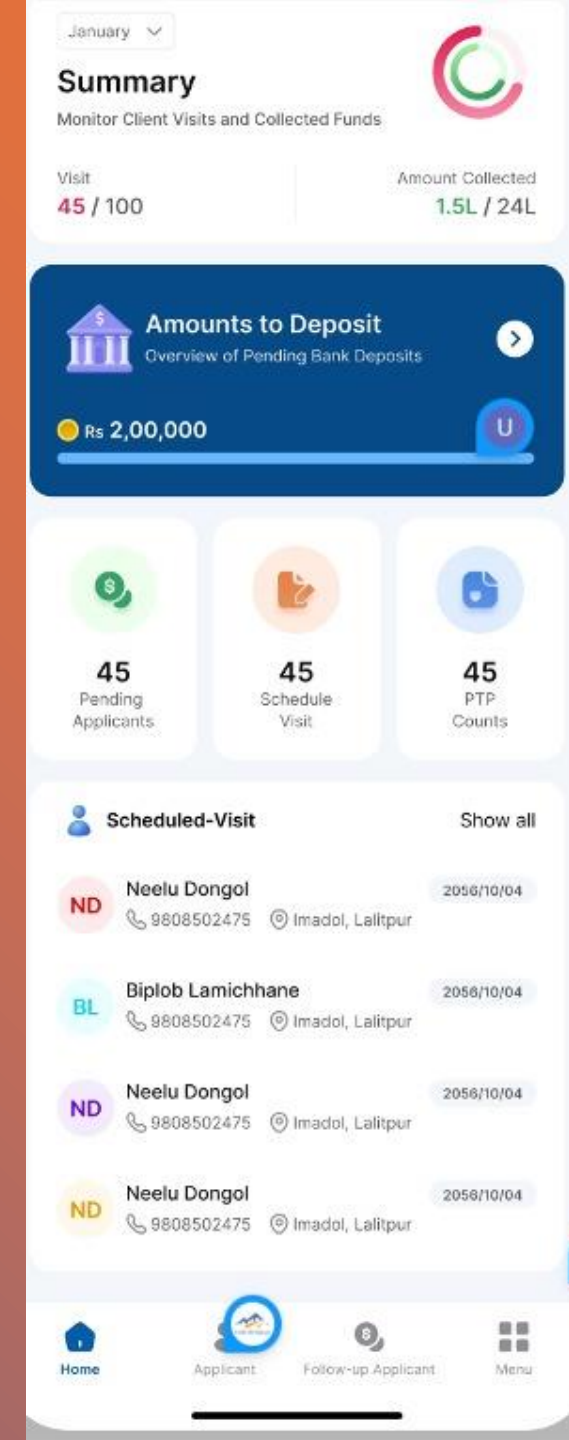 January
Summary
Monitor Client Visits and Collected Funds
Visit
Amount Collected
45 / 100
1.5L / 24L
$
Amounts to Deposit
Overview of Pending Bank Deposits
Rs 2,00,000
U
$
45
45
45
Pending
Applicants
Schedule
Visit
PTP
Counts
Scheduled-Visit
Show all
ND
Neelu Dongol
2056/10/04
9808502475
Imadol, Lalitpur
BL
Biplob Lamichhane
2056/10/04
9808502475
Imadol, Lalitpur
ND
Neelu Dongol
2056/10/04
9808502475
Imadol, Lalitpur
ND
Neelu Dongol
2056/10/04
9808502475
Imadol, Lalitpur
$
Home
Applicant
Follow-up Applicant
Menu